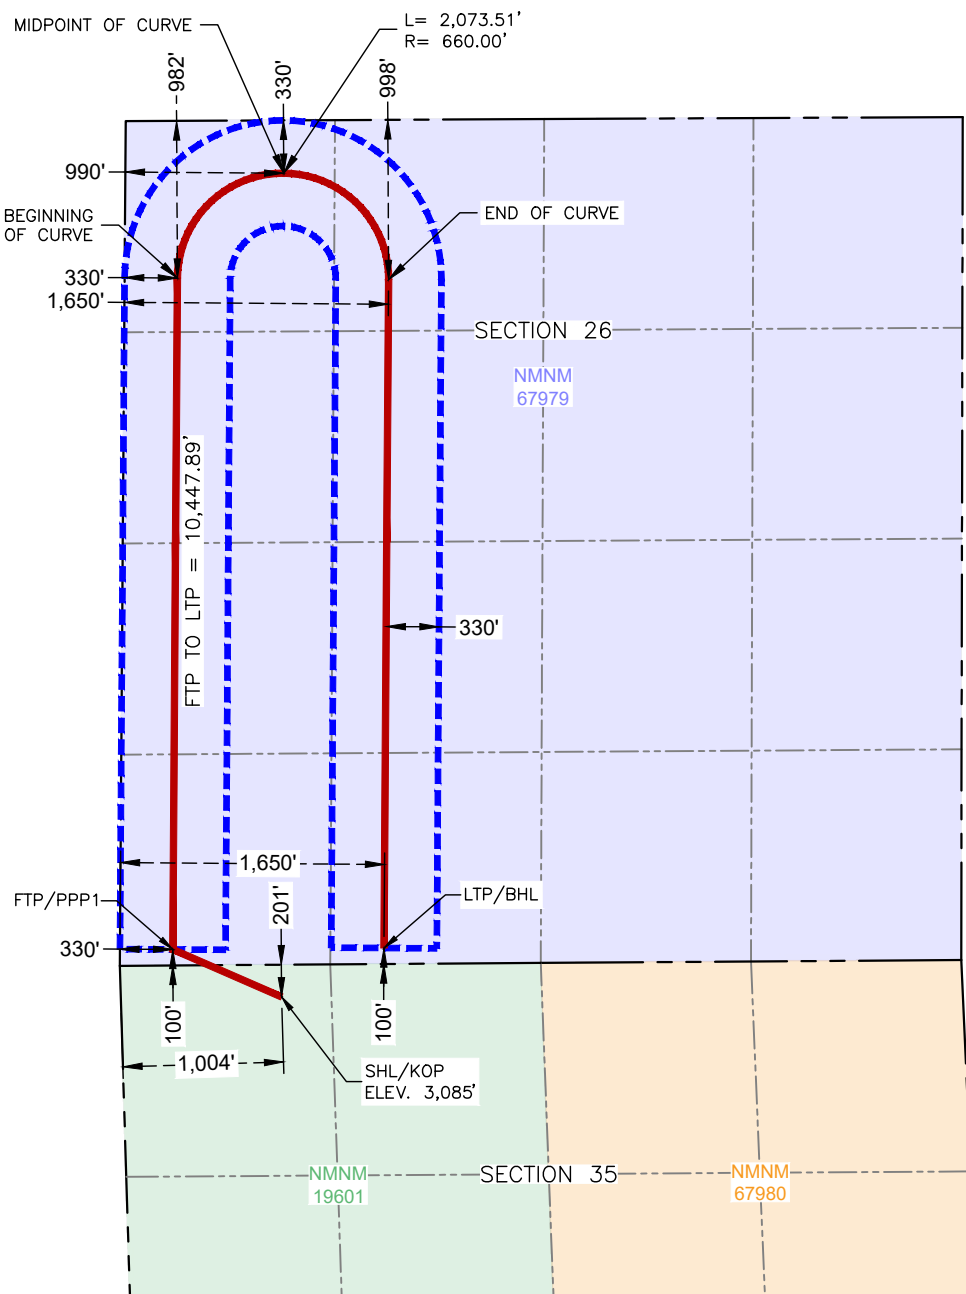 MIDPOINT OF CURVE
L= 2,073.51'
R= 660.00'
982'
330'
998'
990'
BEGINNING
OF CURVE
END OF CURVE
330'
1,650'
SECTION 26
NMNM
67979
FTP TO LTP = 10,447.89'
330'
1,650'
FTP/PPP1
201'
LTP/BHL
330'
100'
100'
1,004'
SHL/KOP
ELEV. 3,085'
SECTION 35
NMNM
19601
NMNM
67980